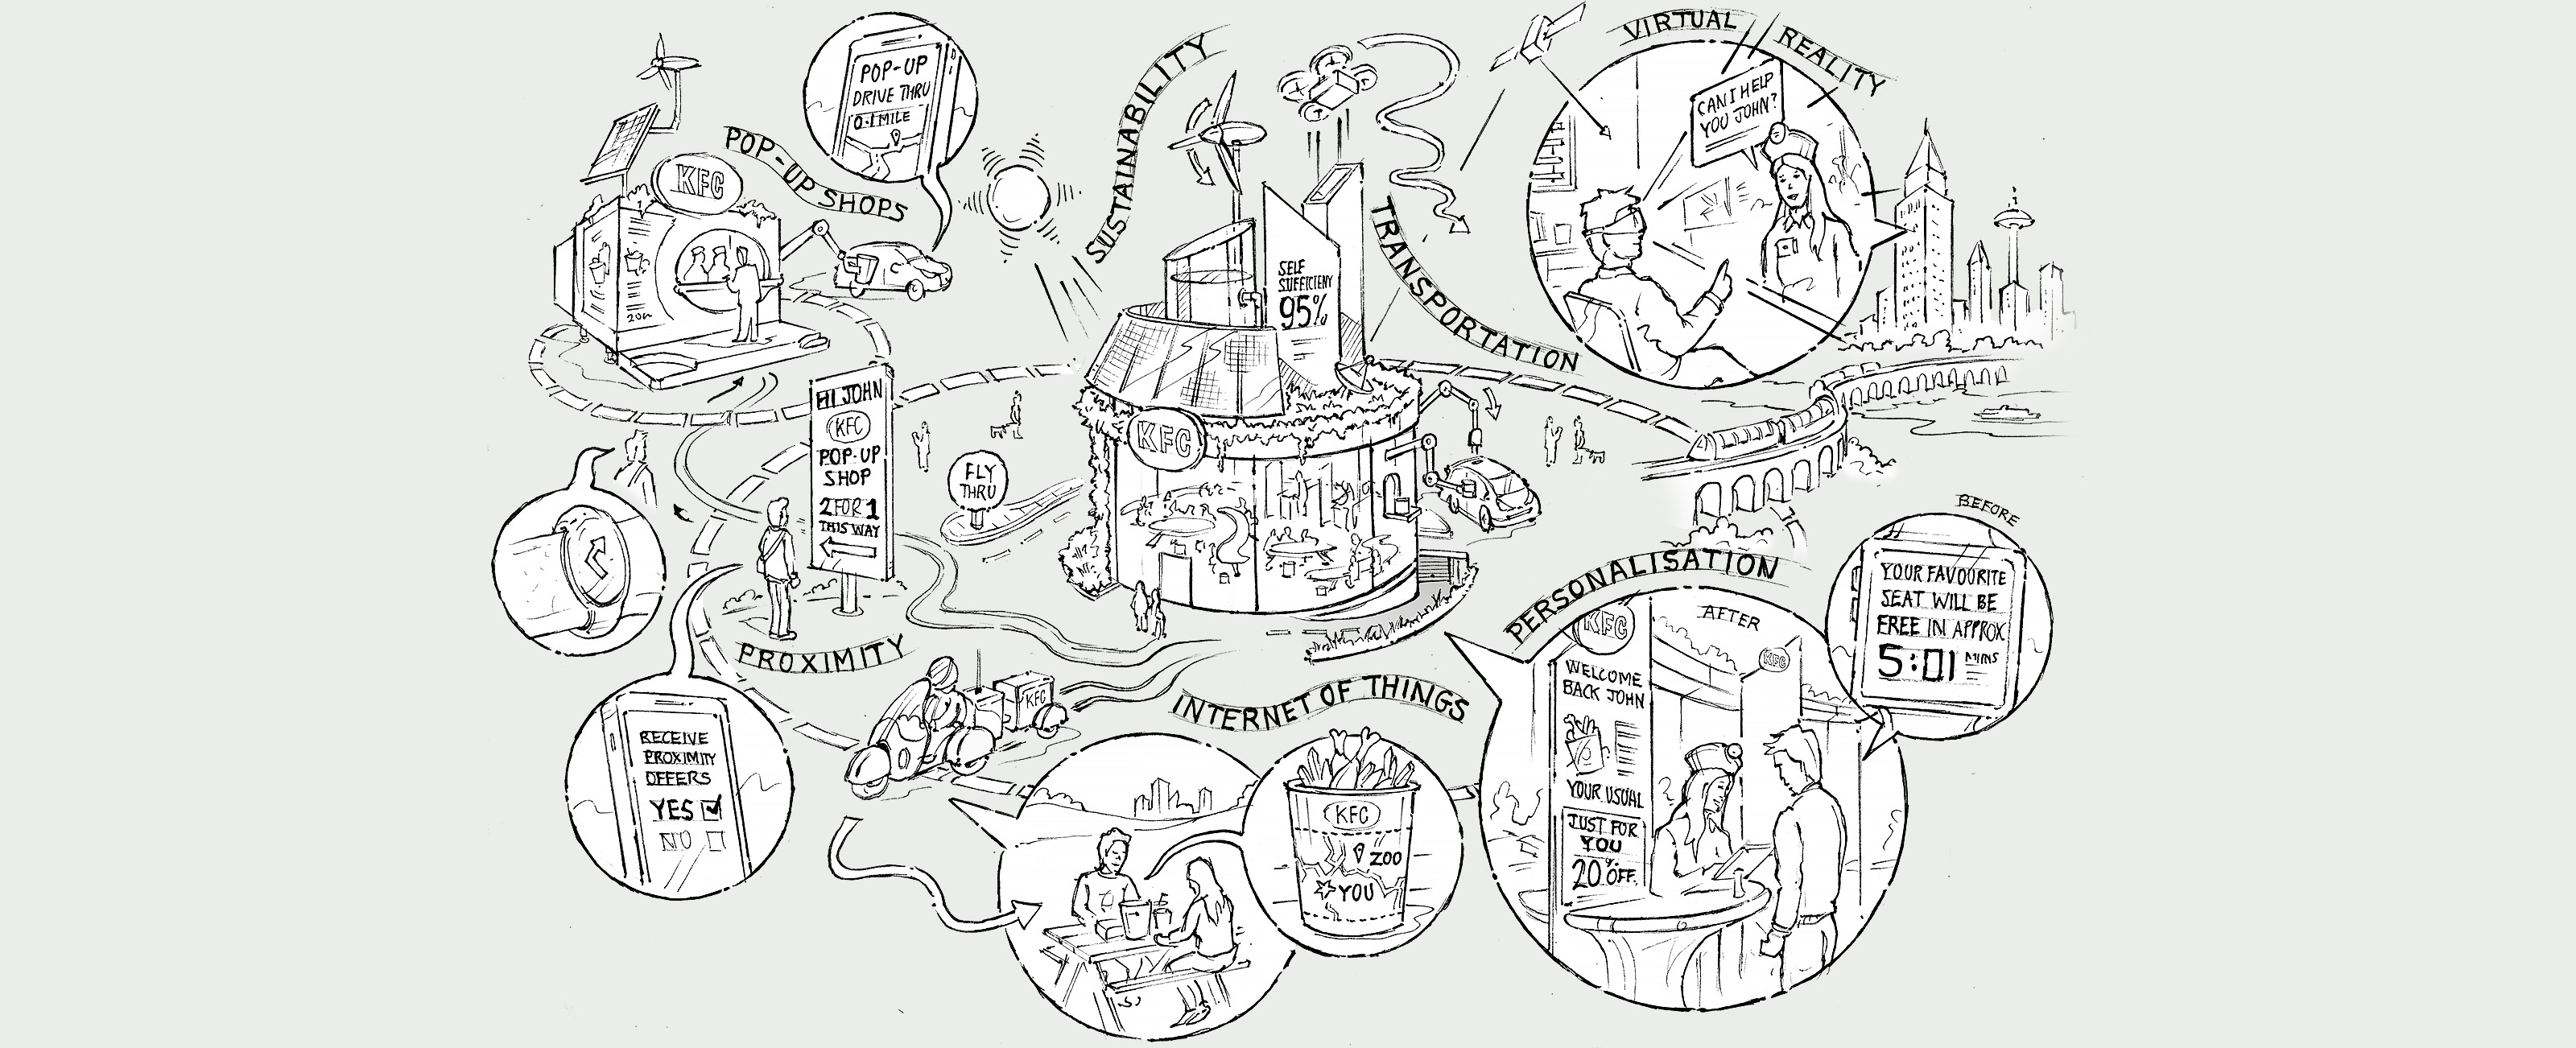 POP-UP
DRIVE THRU
0.1 MILE
POP-UP SHOPS
KFC
SUSTAINABILITY
TRANSPORTATION
VIRTUAL // REALITY
CAN I HELP
YOU JOHN?
SELF
SUFFICIENY
95%
KFC
HI JOHN
KFC
POP-UP
SHOP
2 FOR 1
THIS WAY
FLY
THRU
PROXIMITY
RECEIVE
PROXIMITY
OFFERS
YES
NO
KFC
INTERNET OF THINGS
KFC
ZOO
YOU
PERSONALISATION
BEFORE
YOUR FAVOURITE
SEAT WILL BE
FREE IN APPROX
5:01 MINS
AFTER
KFC
KFC
WELCOME
BACK JOHN
YOUR USUAL
JUST FOR
YOU
20% OFF.